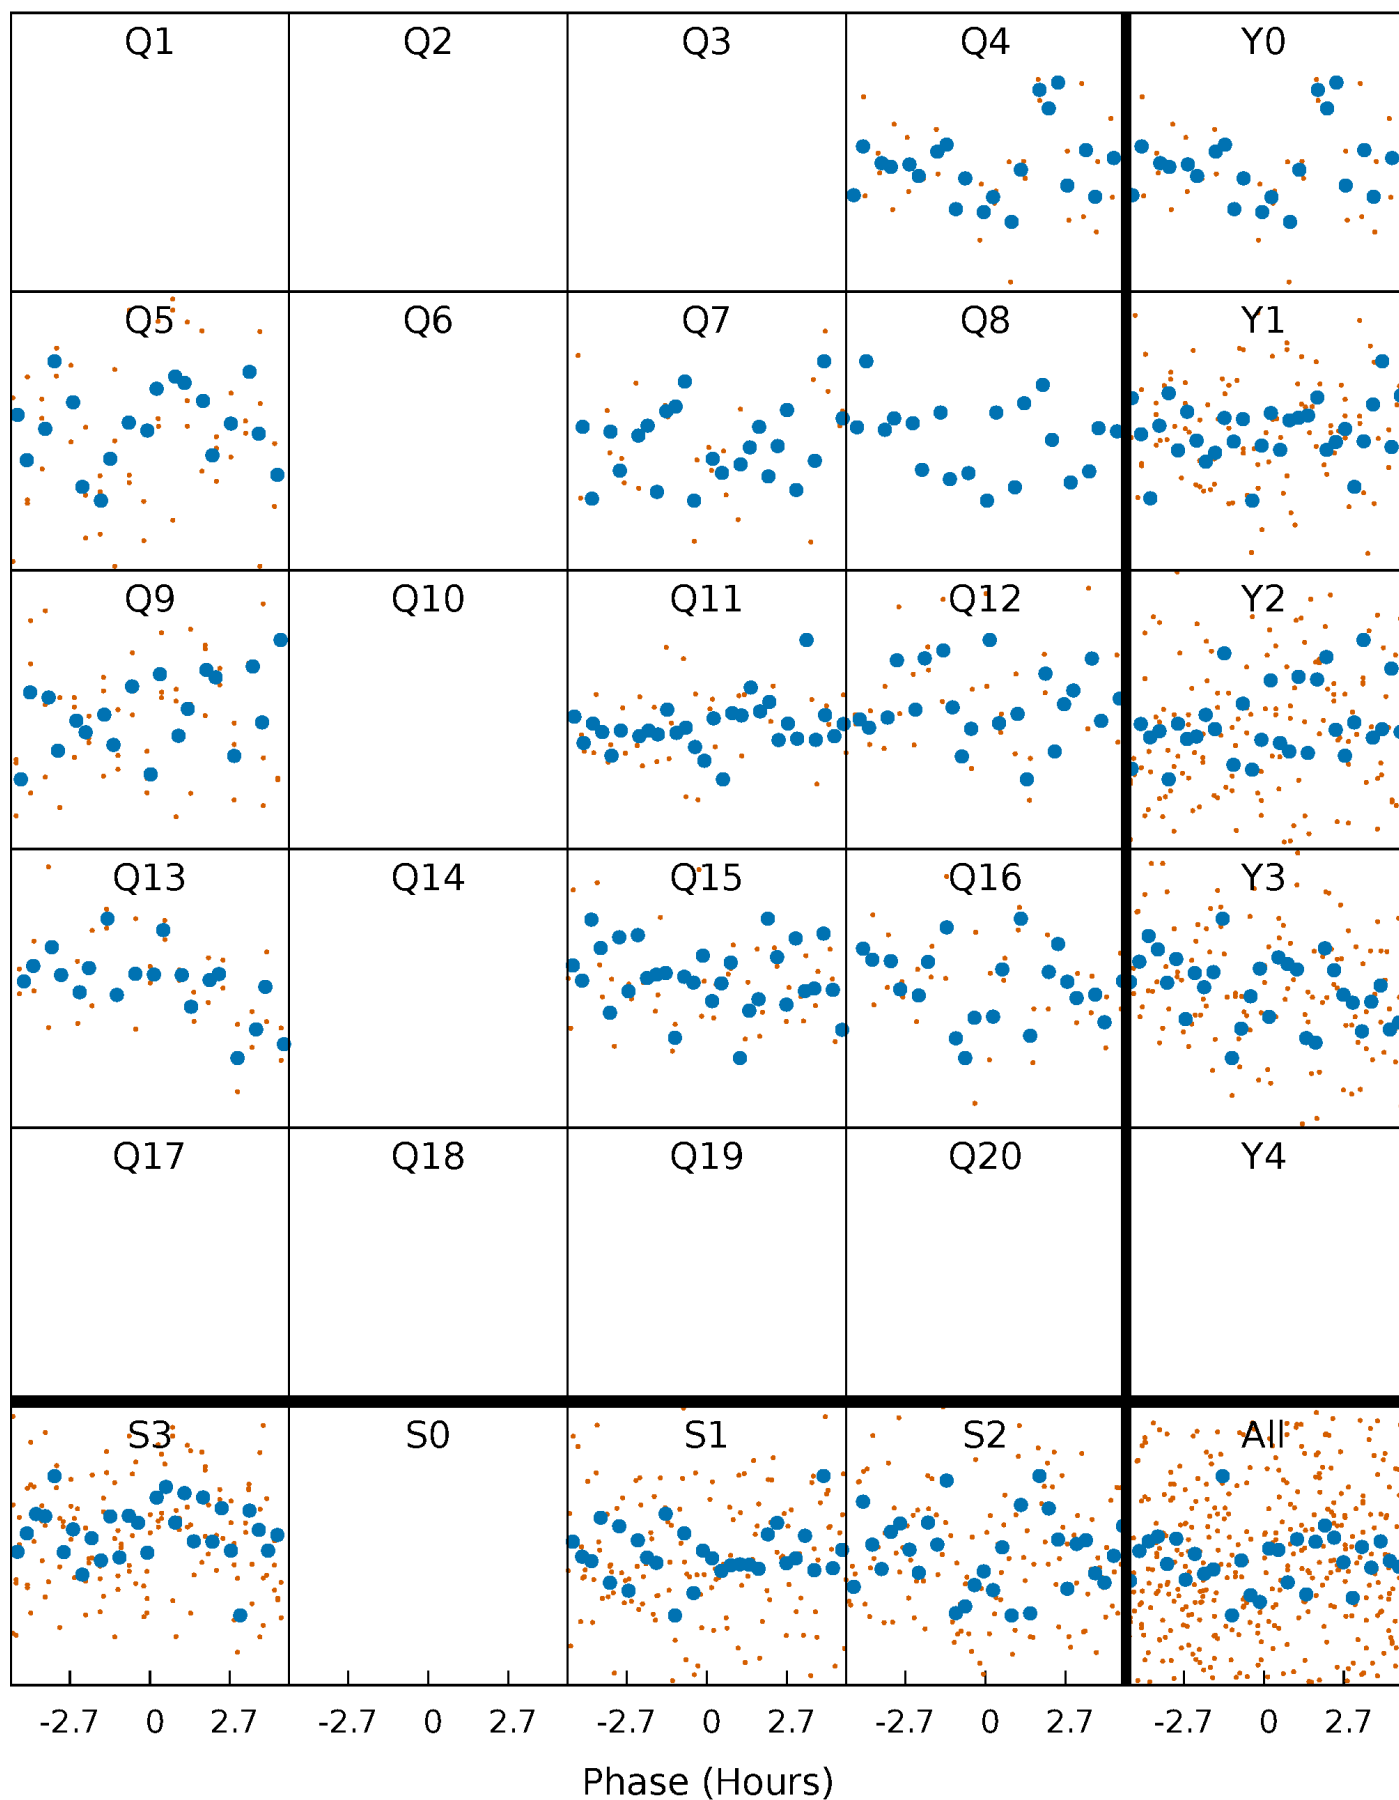 Q1 Q2 Q3 Q4 Y0
Q5 Q6 Q7 Q8 Y1
Q9 Q10 Q11 Q12 Y2
Q13 Q14 Q15 Q16 Y3
Q17 Q18 Q19 Q20 Y4
S3 S0 S1 S2 All
-2.7 0 2.7 -2.7 0 2.7 -2.7 0 2.7 -2.7 0 2.7 -2.7 0 2.7
Phase (Hours)